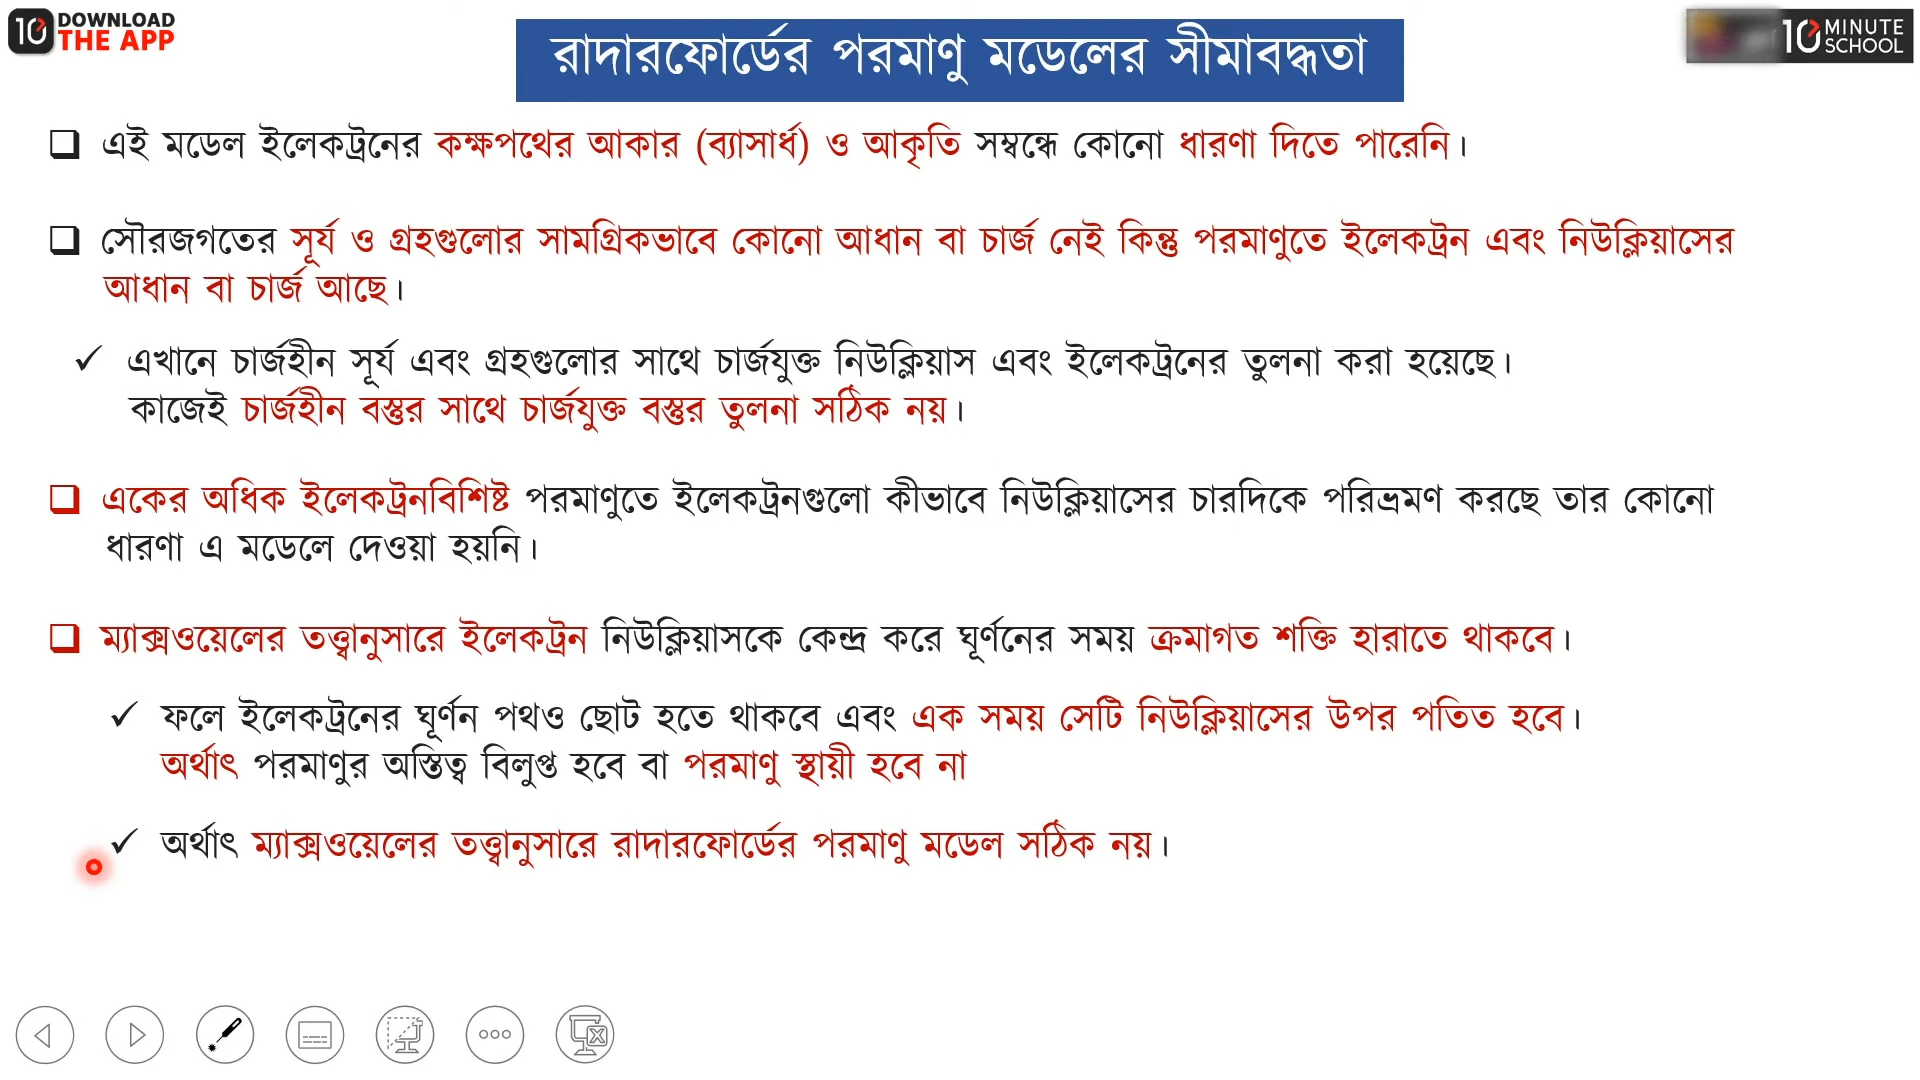 DOWNLOAD
THE APP
রাদারফোর্ডের পরমাণু মডেলের সীমাবদ্ধতা
10 MINUTE
SCHOOL
এই মডেল ইলেকট্রনের কক্ষপথের আকার (ব্যাসার্ধ) ও আকৃতি সম্বন্ধে কোনো ধারণা দিতে পারেনি।
সৌরজগতের সূর্য ও গ্রহগুলোর সামগ্রিকভাবে কোনো আধান বা চার্জ নেই কিন্তু পরমাণুতে ইলেকট্রন এবং নিউক্লিয়াসের
আধান বা চার্জ আছে।
✓ এখানে চার্জহীন সূর্য এবং গ্রহগুলোর সাথে চার্জযুক্ত নিউক্লিয়াস এবং ইলেকট্রনের তুলনা করা হয়েছে।
কাজেই চার্জহীন বস্তুর সাথে চার্জযুক্ত বস্তুর তুলনা সঠিক নয়।
একের অধিক ইলেকট্রনবিশিষ্ট পরমাণুতে ইলেকট্রনগুলো কীভাবে নিউক্লিয়াসের চারদিকে পরিভ্রমণ করছে তার কোনো
ধারণা এ মডেলে দেওয়া হয়নি।
ম্যাক্সওয়েলের তত্ত্বানুসারে ইলেকট্রন নিউক্লিয়াসকে কেন্দ্র করে ঘূর্ণনের সময় ক্রমাগত শক্তি হারাতে থাকবে।
✓ ফলে ইলেকট্রনের ঘূর্ণন পথও ছোট হতে থাকবে এবং এক সময় সেটি নিউক্লিয়াসের উপর পতিত হবে।
অর্থাৎ পরমাণুর অস্তিত্ব বিলুপ্ত হবে বা পরমাণু স্থায়ী হবে না
✓ অর্থাৎ ম্যাক্সওয়েলের তত্ত্বানুসারে রাদারফোর্ডের পরমাণু মডেল সঠিক নয়।